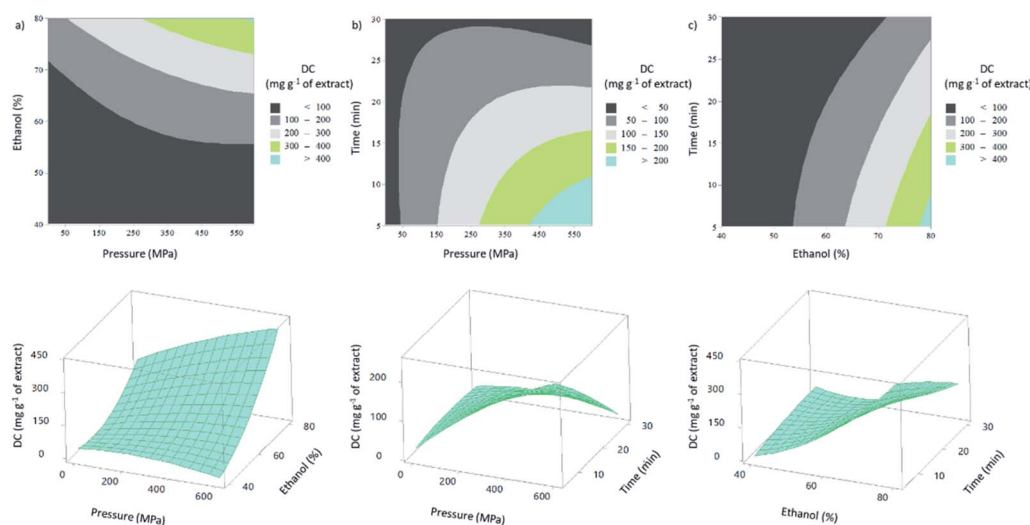 a)
80
70
60
50
40
Ethanol (%)
50 150 250 350 450 550
Pressure (MPa)
DC
(mg g⁻¹ of extract)
< 100
100 – 200
200 – 300
300 – 400
> 400
b)
30
25
20
15
10
5
Time (min)
50 150 250 350 450 550
Pressure (MPa)
DC
(mg g⁻¹ of extract)
< 50
50 – 100
100 – 150
150 – 200
> 200
c)
30
25
20
15
10
5
Time (min)
40 50 60 70 80
Ethanol (%)
DC
(mg g⁻¹ of extract)
< 100
100 – 200
200 – 300
300 – 400
> 400
DC (mg g⁻¹ of extract)
450
300
150
0
0 200 400 600
Pressure (MPa)
40
60
80
Ethanol (%)
DC (mg g⁻¹ of extract)
200
100
0
0 200 400 600
Pressure (MPa)
10
20
30
Time (min)
DC (mg g⁻¹ of extract)
450
300
150
0
40 60 80
Ethanol (%)
10
20
30
Time (min)